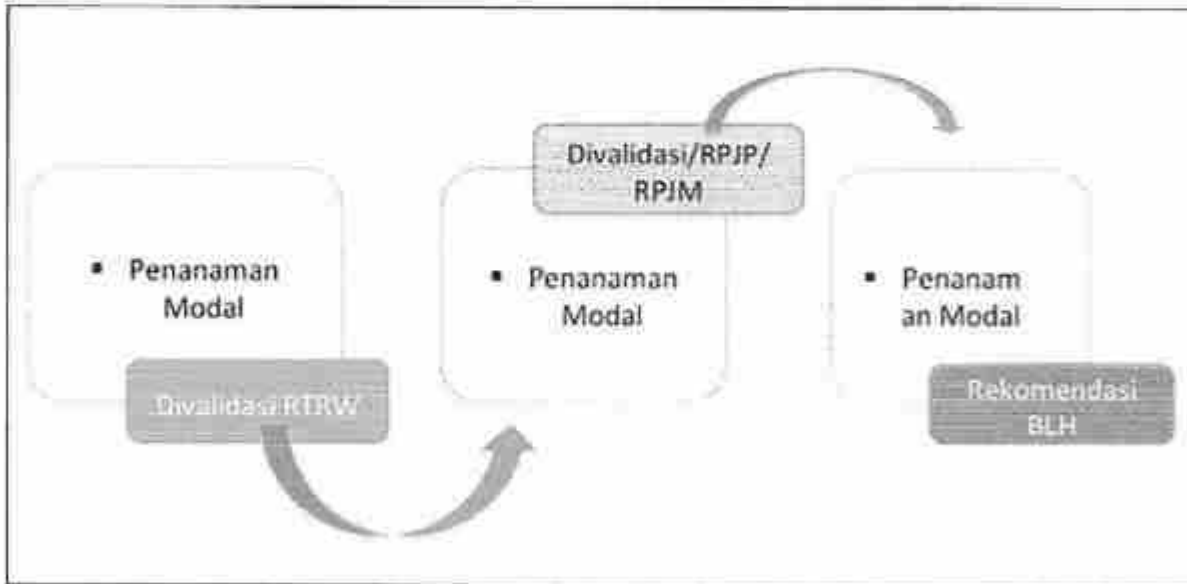 ▪ Penanaman
Modal
Divalidasi RTRW
Divalidasi/RPJP/
RPJM
▪ Penanaman
Modal
▪ Penanam
an Modal
Rekomendasi
BLH